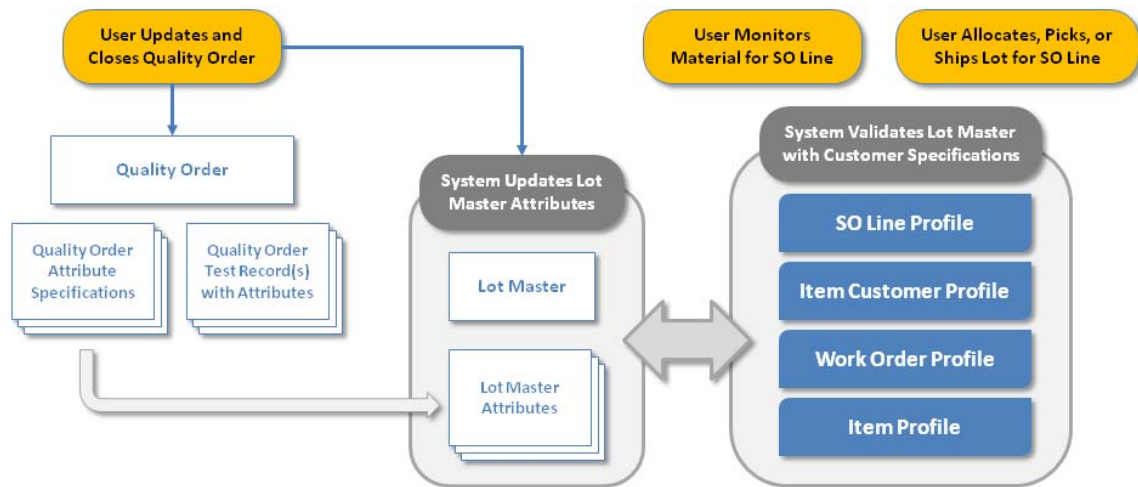 User Updates and
Closes Quality Order
User Monitors
Material for SO Line
User Allocates, Picks, or
Ships Lot for SO Line
Quality Order
Quality Order
Attribute
Specifications
Quality Order
Test Record(s)
with Attributes
System Updates Lot
Master Attributes
Lot Master
Lot Master
Attributes
System Validates Lot Master
with Customer Specifications
SO Line Profile
Item Customer Profile
Work Order Profile
Item Profile